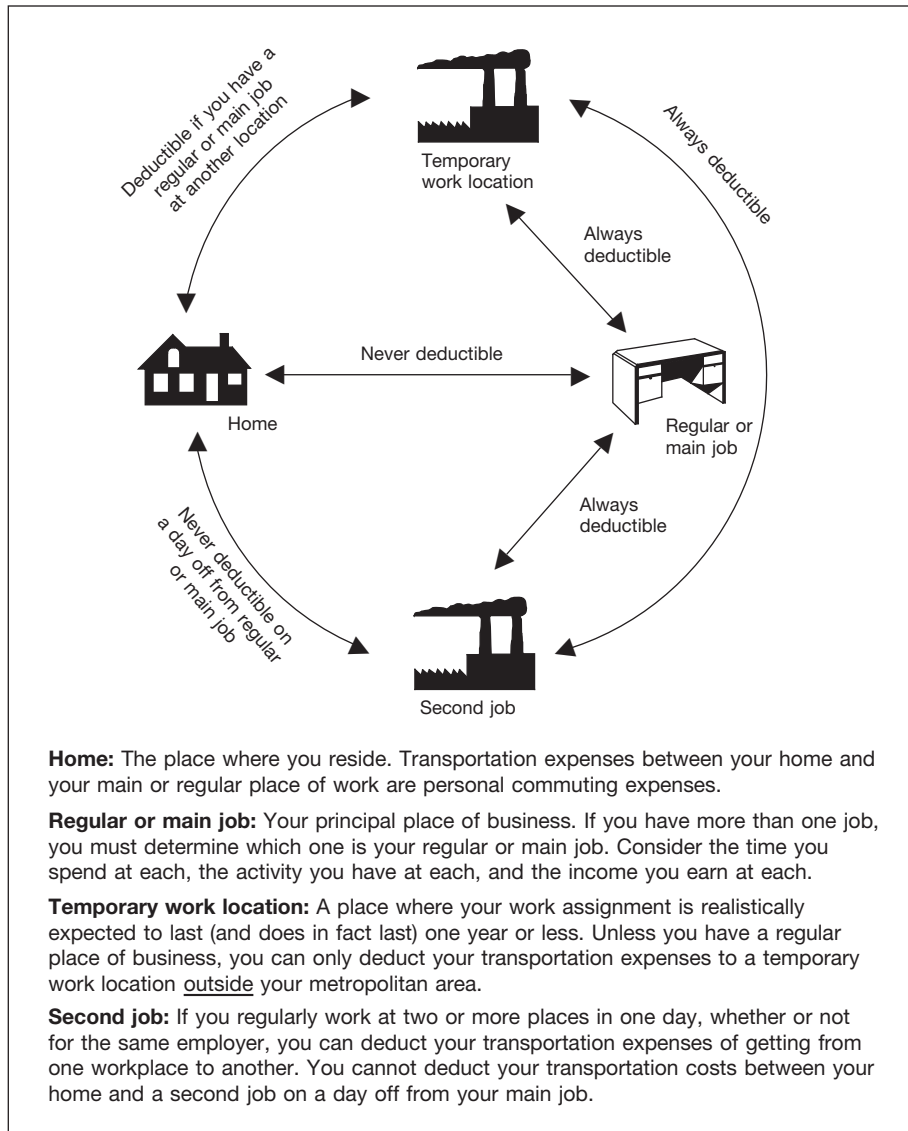 Deductible if you have a
regular or main job
at another location
Temporary
work location
Always deductible
Always
deductible
Never deductible
Home
Regular or
main job
Always
deductible
Never deductible on
a day off from regular
or main job
Second job
Home: The place where you reside. Transportation expenses between your home and
your main or regular place of work are personal commuting expenses.
Regular or main job: Your principal place of business. If you have more than one job,
you must determine which one is your regular or main job. Consider the time you
spend at each, the activity you have at each, and the income you earn at each.
Temporary work location: A place where your work assignment is realistically
expected to last (and does in fact last) one year or less. Unless you have a regular
place of business, you can only deduct your transportation expenses to a temporary
work location outside your metropolitan area.
Second job: If you regularly work at two or more places in one day, whether or not
for the same employer, you can deduct your transportation expenses of getting from
one workplace to another. You cannot deduct your transportation costs between your
home and a second job on a day off from your main job.